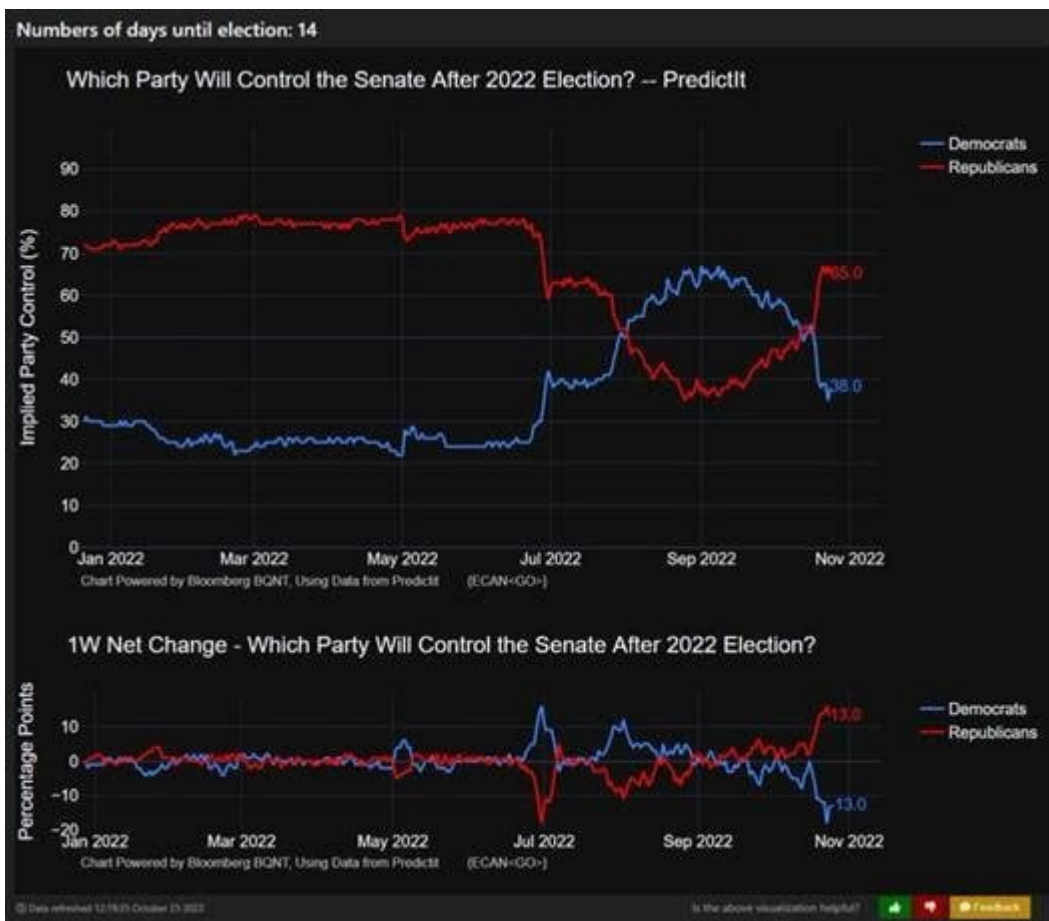 Numbers of days until election: 14
Which Party Will Control the Senate After 2022 Election? -- PredictIt
Democrats
Republicans
Implied Party Control (%)
90
80
70
60
50
40
30
20
10
0
65.0
38.0
Jan 2022 Mar 2022 May 2022 Jul 2022 Sep 2022 Nov 2022
Chart Powered by Bloomberg BQNT, Using Data from Predictit (ECAN<GO>)
1W Net Change - Which Party Will Control the Senate After 2022 Election?
Democrats
Republicans
Percentage Points
10
0
−10
−20
13.0
-13.0
Jan 2022 Mar 2022 May 2022 Jul 2022 Sep 2022 Nov 2022
Chart Powered by Bloomberg BQNT, Using Data from Predictit (ECAN<GO>)
Data refreshed October 25 2022
Is the above visualization helpful? Feedback